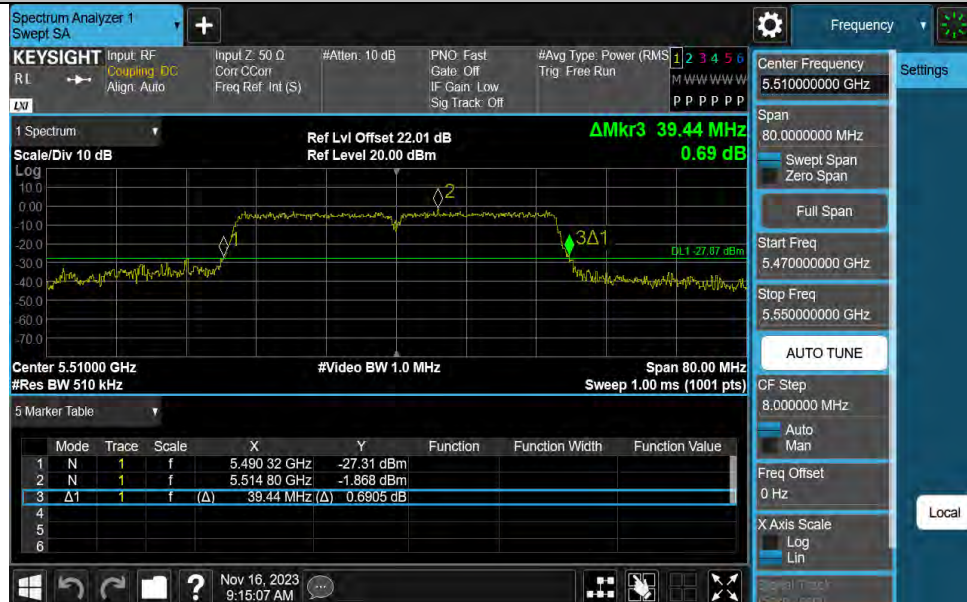 Spectrum Analyzer 1
Swept SA
+
Frequency
KEYSIGHT
RL
LXI
Input: RF
Coupling: DC
Align: Auto
Input Z: 50 Ω
Corr CCorr
Freq Ref: Int (S)
#Atten: 10 dB
PNO: Fast
Gate: Off
IF Gain: Low
Sig Track: Off
#Avg Type: Power (RMS
Trig: Free Run
1 2 3 4 5 6
M W W W W W
P P P P P P
1 Spectrum
Scale/Div 10 dB
Ref Lvl Offset 22.01 dB
Ref Level 20.00 dBm
ΔMkr3 39.44 MHz
0.69 dB
Log
10.0
0.00
-10.0
-20.0
-30.0
-40.0
-50.0
-60.0
-70.0
1
2
3Δ1
DL1 -27.87 dBm
Center 5.51000 GHz
#Video BW 1.0 MHz
Span 80.00 MHz
#Res BW 510 kHz
Sweep 1.00 ms (1001 pts)
5 Marker Table
Mode Trace Scale X Y Function Function Width Function Value
1 N 1 f 5.490 32 GHz -27.31 dBm
2 N 1 f 5.514 80 GHz -1.868 dBm
3 Δ1 1 f (Δ) 39.44 MHz (Δ) 0.6905 dB
4
5
6
Nov 16, 2023
9:15:07 AM
?
Center Frequency
5.510000000 GHz
Span
80.0000000 MHz
Swept Span
Zero Span
Full Span
Start Freq
5.470000000 GHz
Stop Freq
5.550000000 GHz
AUTO TUNE
CF Step
8.000000 MHz
Auto
Man
Freq Offset
0 Hz
X Axis Scale
Log
Lin
Signal Track
Settings
Local